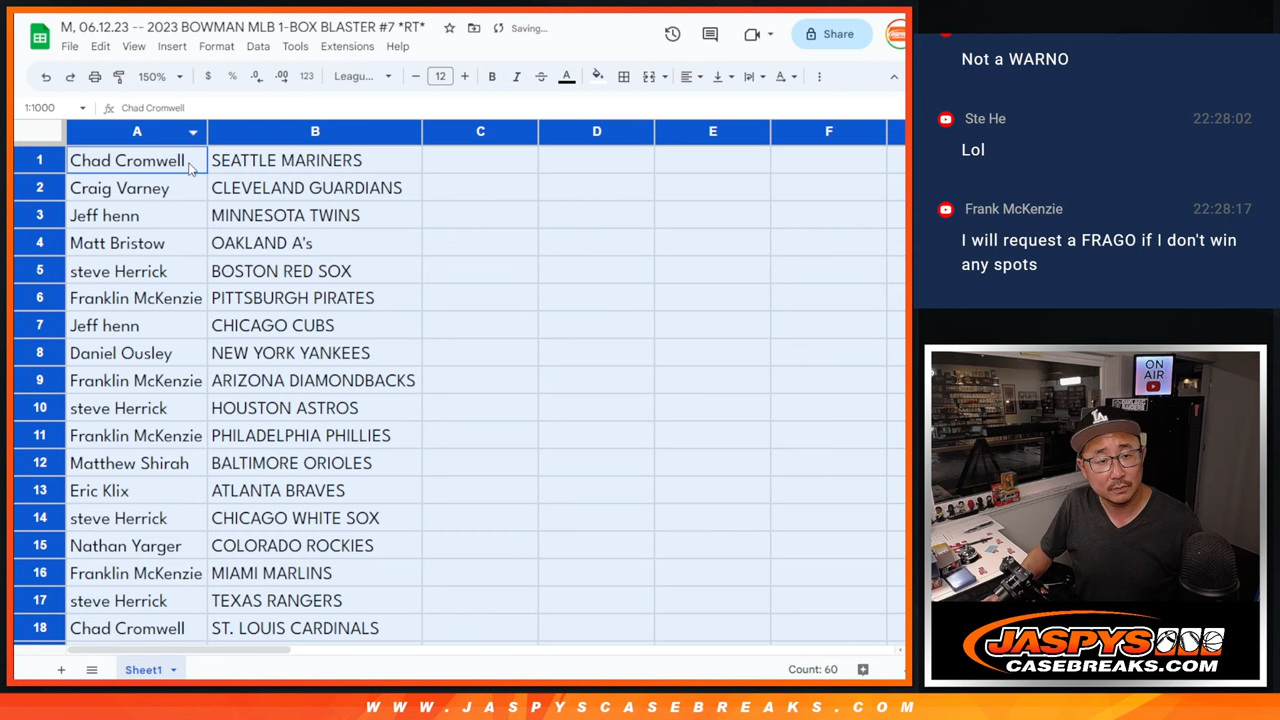 M, 06.12.23 -- 2023 BOWMAN MLB 1-BOX BLASTER #7 *RT* Saving...
File Edit View Insert Format Data Tools Extensions Help
Share
150% $ % .0 .00 123 Leagu... − 12 + B I A
1:1000 fx Chad Cromwell
A B C D E F
1 Chad Cromwell SEATTLE MARINERS
2 Craig Varney CLEVELAND GUARDIANS
3 Jeff henn MINNESOTA TWINS
4 Matt Bristow OAKLAND A's
5 steve Herrick BOSTON RED SOX
6 Franklin McKenzie PITTSBURGH PIRATES
7 Jeff henn CHICAGO CUBS
8 Daniel Ousley NEW YORK YANKEES
9 Franklin McKenzie ARIZONA DIAMONDBACKS
10 steve Herrick HOUSTON ASTROS
11 Franklin McKenzie PHILADELPHIA PHILLIES
12 Matthew Shirah BALTIMORE ORIOLES
13 Eric Klix ATLANTA BRAVES
14 steve Herrick CHICAGO WHITE SOX
15 Nathan Yarger COLORADO ROCKIES
16 Franklin McKenzie MIAMI MARLINS
17 steve Herrick TEXAS RANGERS
18 Chad Cromwell ST. LOUIS CARDINALS
+ Sheet1 Count: 60
Not a WARNO
Ste He 22:28:02
Lol
Frank McKenzie 22:28:17
I will request a FRAGO if I don't win
any spots
ON
AIR
LA
JASPYS
CASEBREAKS.COM
WWW.JASPYSCASEBREAKS.COM